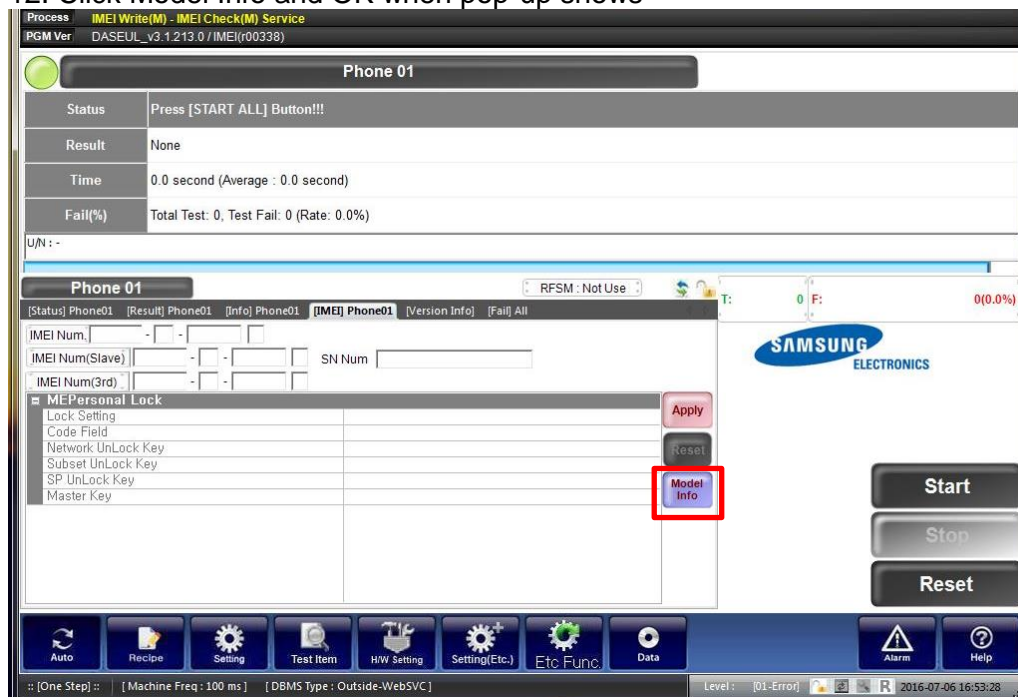 12. Click Model Info and OK when pop-up shows
Process IMEI Write(M) - IMEI Check(M) Service
PGM Ver DASEUL_v3.1.213.0 / IMEI(r00338)
Phone 01
Status Press [START ALL] Button!!!
Result None
Time 0.0 second (Average : 0.0 second)
Fail(%) Total Test: 0, Test Fail: 0 (Rate: 0.0%)
U/N : -
Phone 01 RFSM : Not Use
T: 0 F: 0(0.0%)
[Status] Phone01 [Result] Phone01 [Info] Phone01 [IMEI] Phone01 [Version Info] [Fail] All
IMEI Num. - -
IMEI Num(Slave) - - SN Num
IMEI Num(3rd) - -
SAMSUNG
ELECTRONICS
MEPersonal Lock
Lock Setting
Code Field
Network UnLock Key
Subset UnLock Key
SP UnLock Key
Master Key
Apply
Reset
Model
Info
Start
Stop
Reset
Auto Recipe Setting Test Item H/W Setting Setting(Etc.) Etc Func. Data Alarm Help
:: [One Step] :: [ Machine Freq : 100 ms ] [ DBMS Type : Outside-WebSVC ] Level : [01-Error] R 2016-07-06 16:53:28